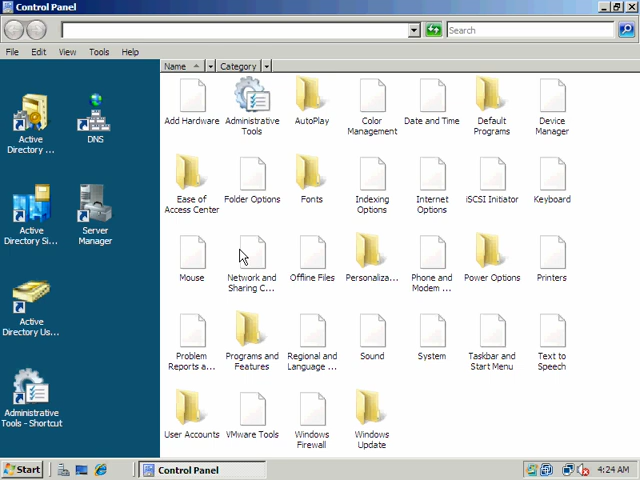 Control Panel
Search
File Edit View Tools Help
Name Category
Active
Directory ...
DNS
Active
Directory Si...
Server
Manager
Active
Directory Us...
Administrative
Tools - Shortcut
Add Hardware
Administrative
Tools
AutoPlay
Color
Management
Date and Time
Default
Programs
Device
Manager
Ease of
Access Center
Folder Options
Fonts
Indexing
Options
Internet
Options
iSCSI Initiator
Keyboard
Mouse
Network and
Sharing C...
Offline Files
Personaliza...
Phone and
Modem ...
Power Options
Printers
Problem
Reports a...
Programs and
Features
Regional and
Language ...
Sound
System
Taskbar and
Start Menu
Text to
Speech
User Accounts
VMware Tools
Windows
Firewall
Windows
Update
Start
Control Panel
4:24 AM